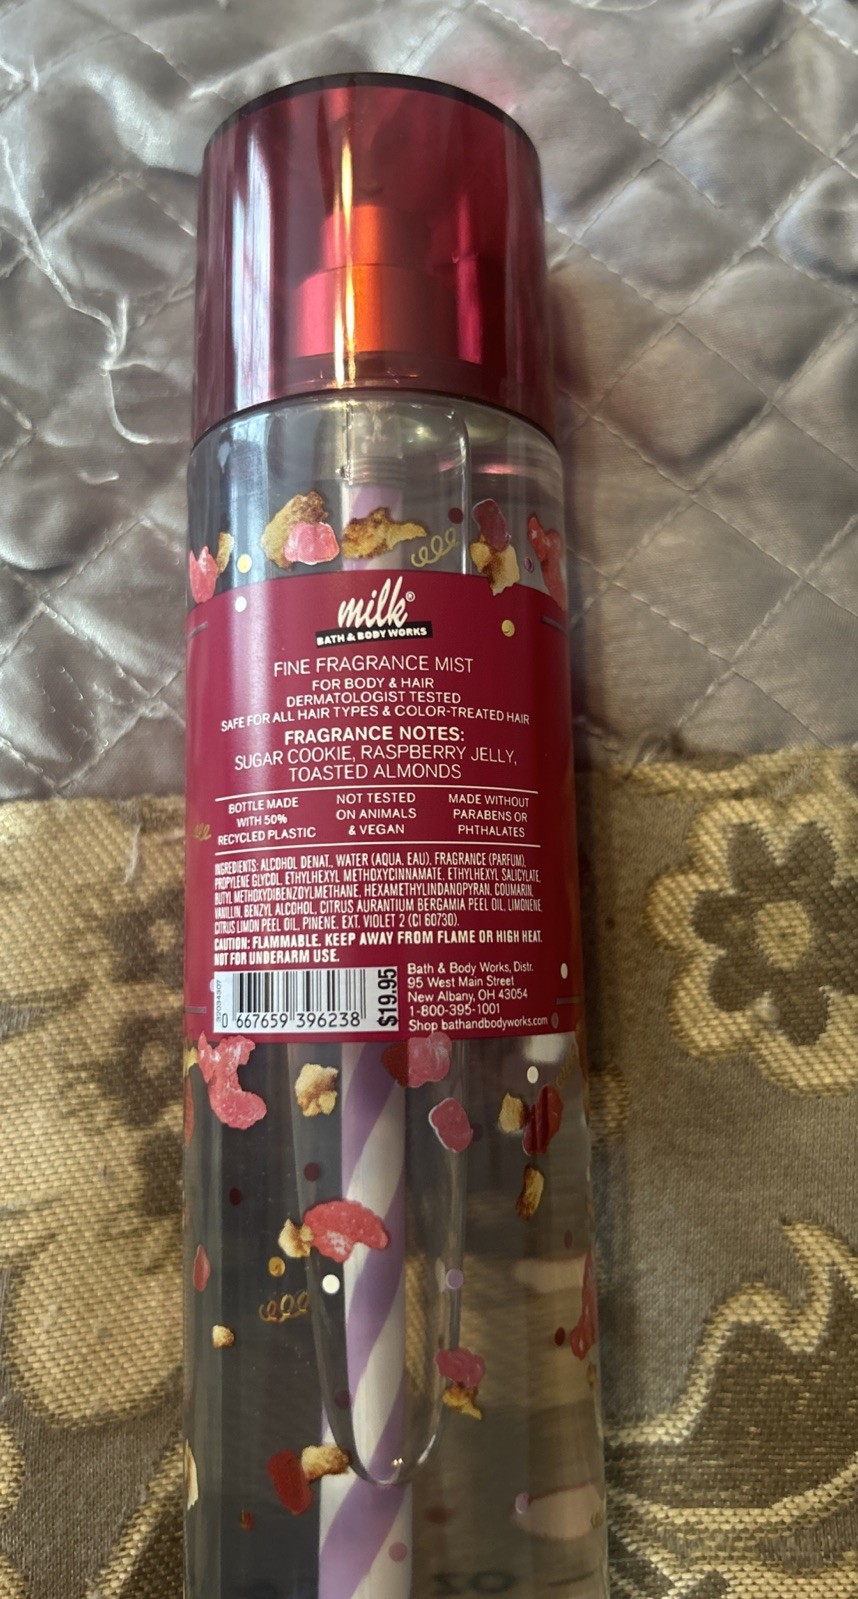 milk®
BATH & BODY WORKS
FINE FRAGRANCE MIST
FOR BODY & HAIR
DERMATOLOGIST TESTED
SAFE FOR ALL HAIR TYPES & COLOR-TREATED HAIR
FRAGRANCE NOTES:
SUGAR COOKIE, RASPBERRY JELLY,
TOASTED ALMONDS
BOTTLE MADE
WITH 50%
RECYCLED PLASTIC
NOT TESTED
ON ANIMALS
& VEGAN
MADE WITHOUT
PARABENS OR
PHTHALATES
INGREDIENTS: ALCOHOL DENAT., WATER (AQUA, EAU), FRAGRANCE (PARFUM),
PROPYLENE GLYCOL, ETHYLHEXYL METHOXYCINNAMATE, ETHYLHEXYL SALICYLATE,
BUTYL METHOXYDIBENZOYLMETHANE, HEXAMETHYLINDANOPYRAN, COUMARIN,
VANILLIN, BENZYL ALCOHOL, CITRUS AURANTIUM BERGAMIA PEEL OIL, LIMONENE,
CITRUS LIMON PEEL OIL, PINENE, EXT. VIOLET 2 (CI 60730).
CAUTION: FLAMMABLE. KEEP AWAY FROM FLAME OR HIGH HEAT.
NOT FOR UNDERARM USE.
0 667659 396238
$19.95
Bath & Body Works, Distr.
95 West Main Street
New Albany, OH 43054
1-800-395-1001
Shop bathandbodyworks.com